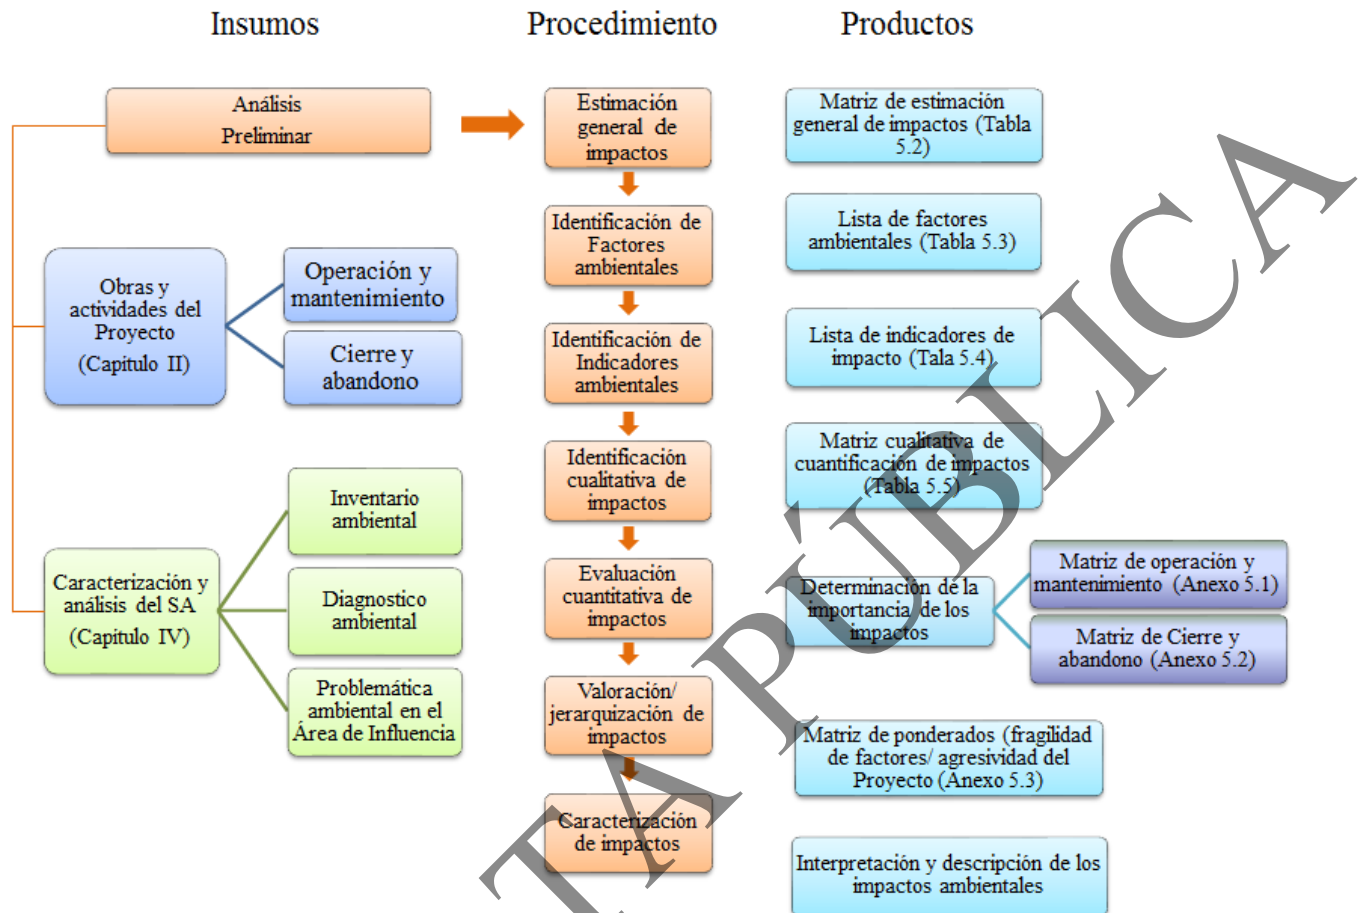 Insumos
Procedimiento
Productos
Análisis
Preliminar
Obras y
actividades del
Proyecto
(Capitulo II)
Operación y
mantenimiento
Cierre y
abandono
Caracterización y
análisis del SA
(Capitulo IV)
Inventario
ambiental
Diagnostico
ambiental
Problemática
ambiental en el
Área de Influencia
Estimación
general de
impactos
Identificación de
Factores
ambientales
Identificación de
Indicadores
ambientales
Identificación
cualitativa de
impactos
Evaluación
cuantitativa de
impactos
Valoración/
jerarquización de
impactos
Caracterización
de impactos
Matriz de estimación
general de impactos (Tabla
5.2)
Lista de factores
ambientales (Tabla 5.3)
Lista de indicadores de
impacto (Tala 5.4)
Matriz cualitativa de
cuantificación de impactos
(Tabla 5.5)
Determinación de la
importancia de los
impactos
Matriz de operación y
mantenimiento (Anexo 5.1)
Matriz de Cierre y
abandono (Anexo 5.2)
Matriz de ponderados (fragilidad
de factores/ agresividad del
Proyecto (Anexo 5.3)
Interpretación y descripción de los
impactos ambientales
TA PÚBLICA